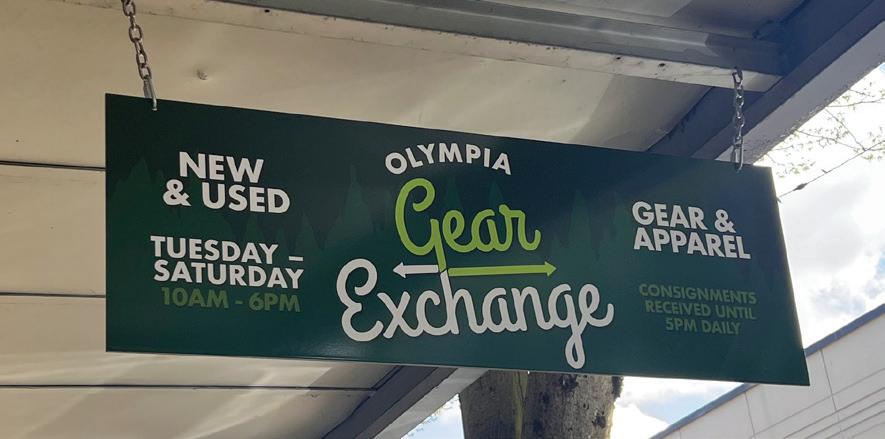 NEW
& USED
TUESDAY –
SATURDAY
10AM - 6PM
OLYMPIA
Gear
Exchange
GEAR &
APPAREL
CONSIGNMENTS
RECEIVED UNTIL
5PM DAILY